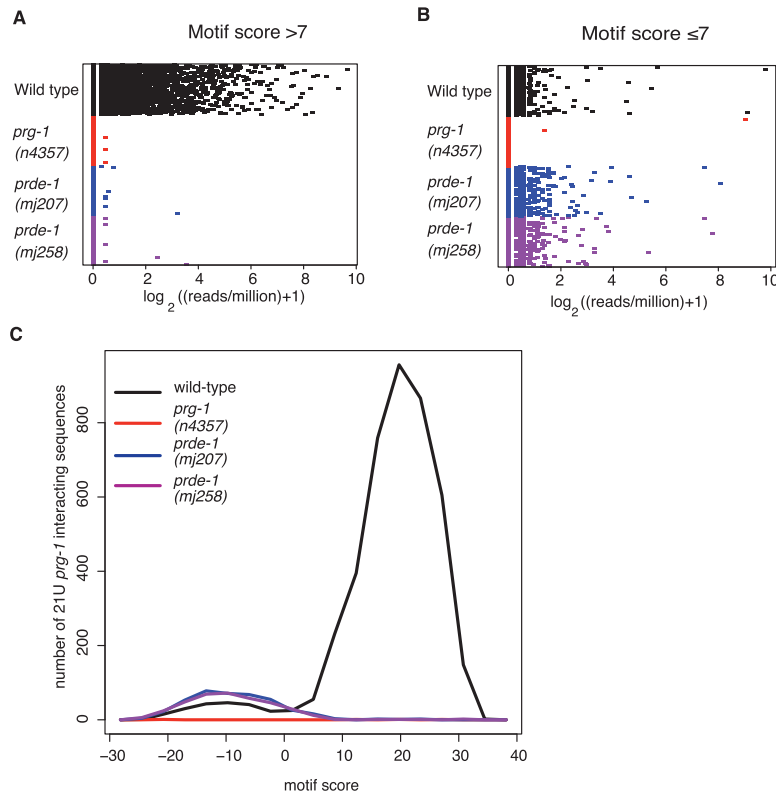 A
Motif score >7
Wild type
prg-1
(n4357)
prde-1
(mj207)
prde-1
(mj258)
0 2 4 6 8 10
log2 ((reads/million)+1)
B
Motif score ≤7
Wild type
prg-1
(n4357)
prde-1
(mj207)
prde-1
(mj258)
0 2 4 6 8 10
log2 ((reads/million)+1)
C
number of 21U prg-1 interacting sequences
800
600
400
200
0
wild-type
prg-1
(n4357)
prde-1
(mj207)
prde-1
(mj258)
−30 −20 −10 0 10 20 30 40
motif score